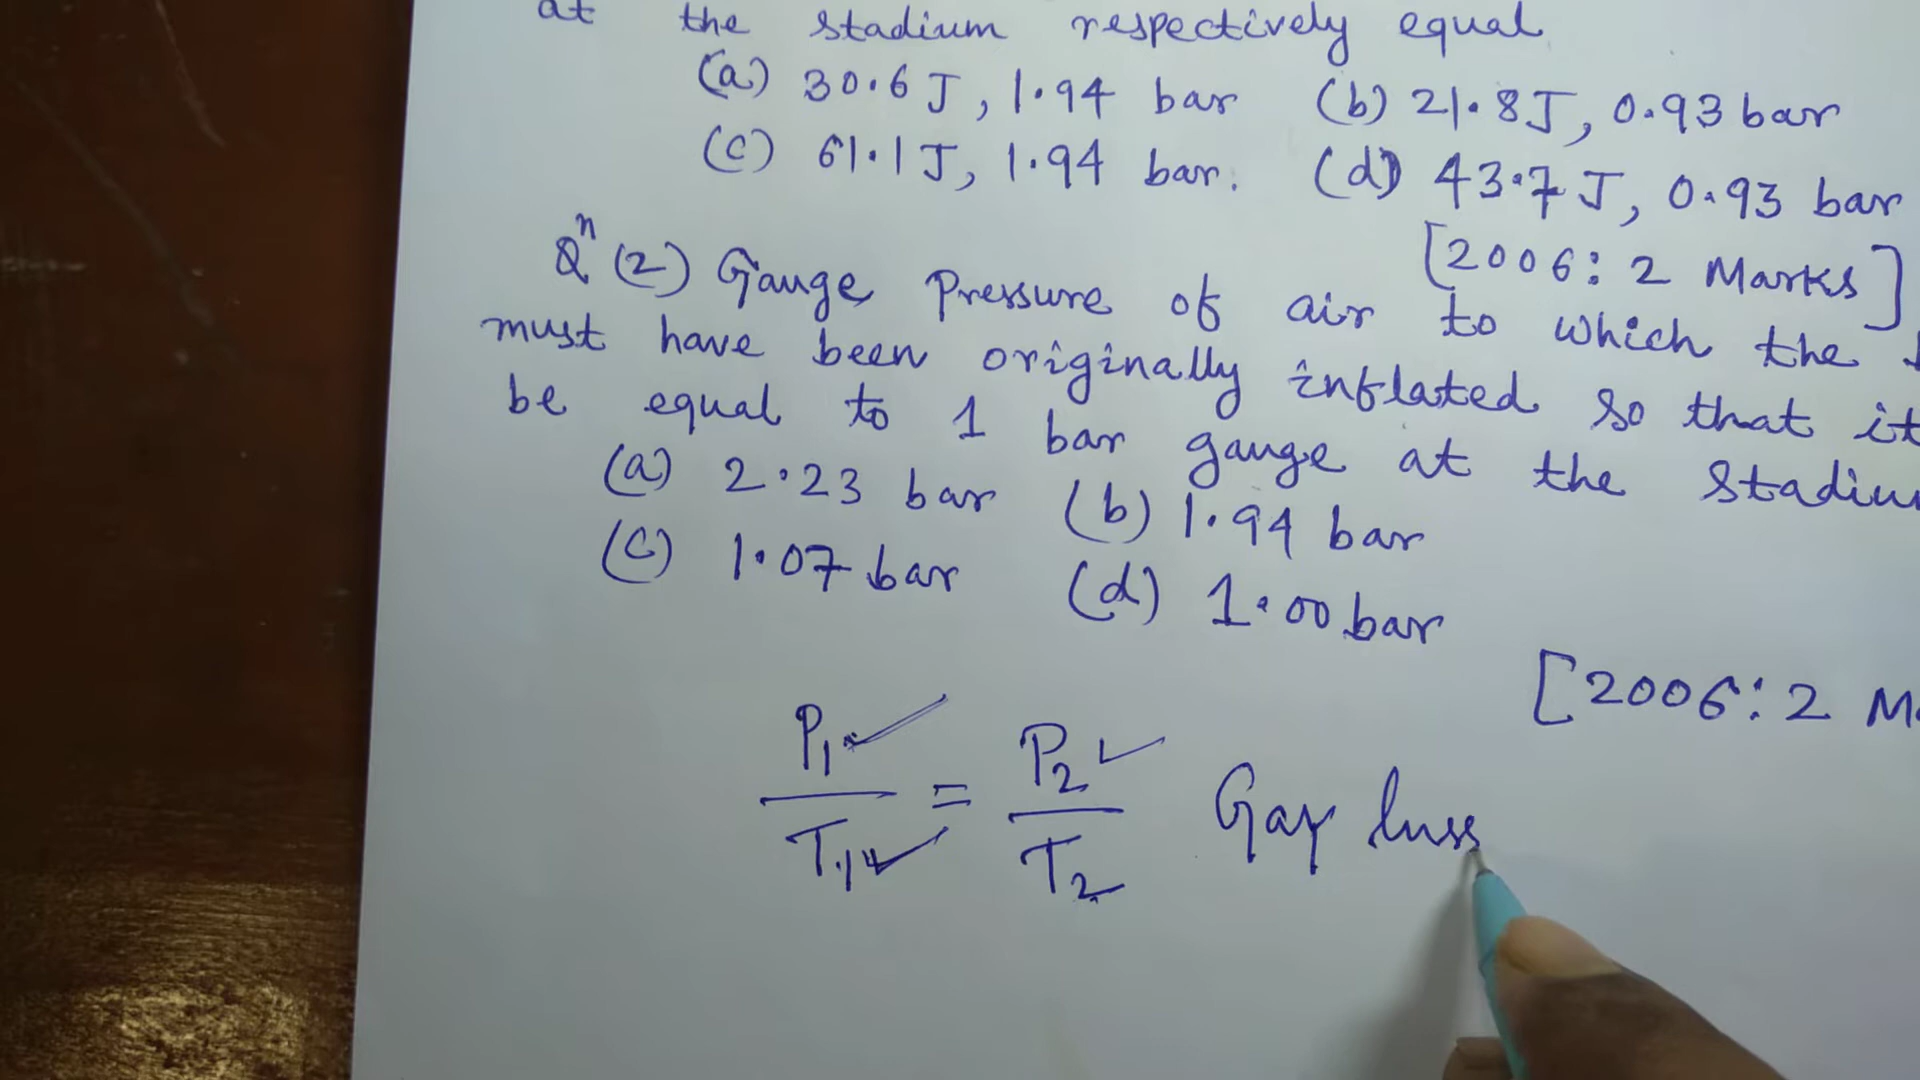 at the stadium respectively equal
(a) 30.6 J, 1.94 bar (b) 21.8 J, 0.93 bar
(c) 61.1 J, 1.94 bar. (d) 43.7 J, 0.93 bar
[2006: 2 Marks]
Qⁿ (2) Gauge Pressure of air to which the
must have been originally inflated so that it
be equal to 1 bar gauge at the Stadiu
(a) 2.23 bar (b) 1.94 bar
(c) 1.07 bar (d) 1.00 bar
[2006: 2 M
P₁/T₁ = P₂/T₂ Gay luss